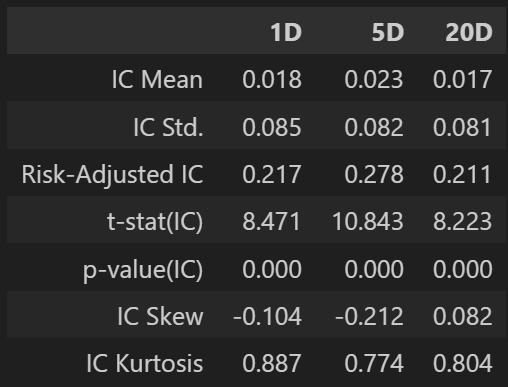 1D 5D 20D
IC Mean 0.018 0.023 0.017
IC Std. 0.085 0.082 0.081
Risk-Adjusted IC 0.217 0.278 0.211
t-stat(IC) 8.471 10.843 8.223
p-value(IC) 0.000 0.000 0.000
IC Skew -0.104 -0.212 0.082
IC Kurtosis 0.887 0.774 0.804